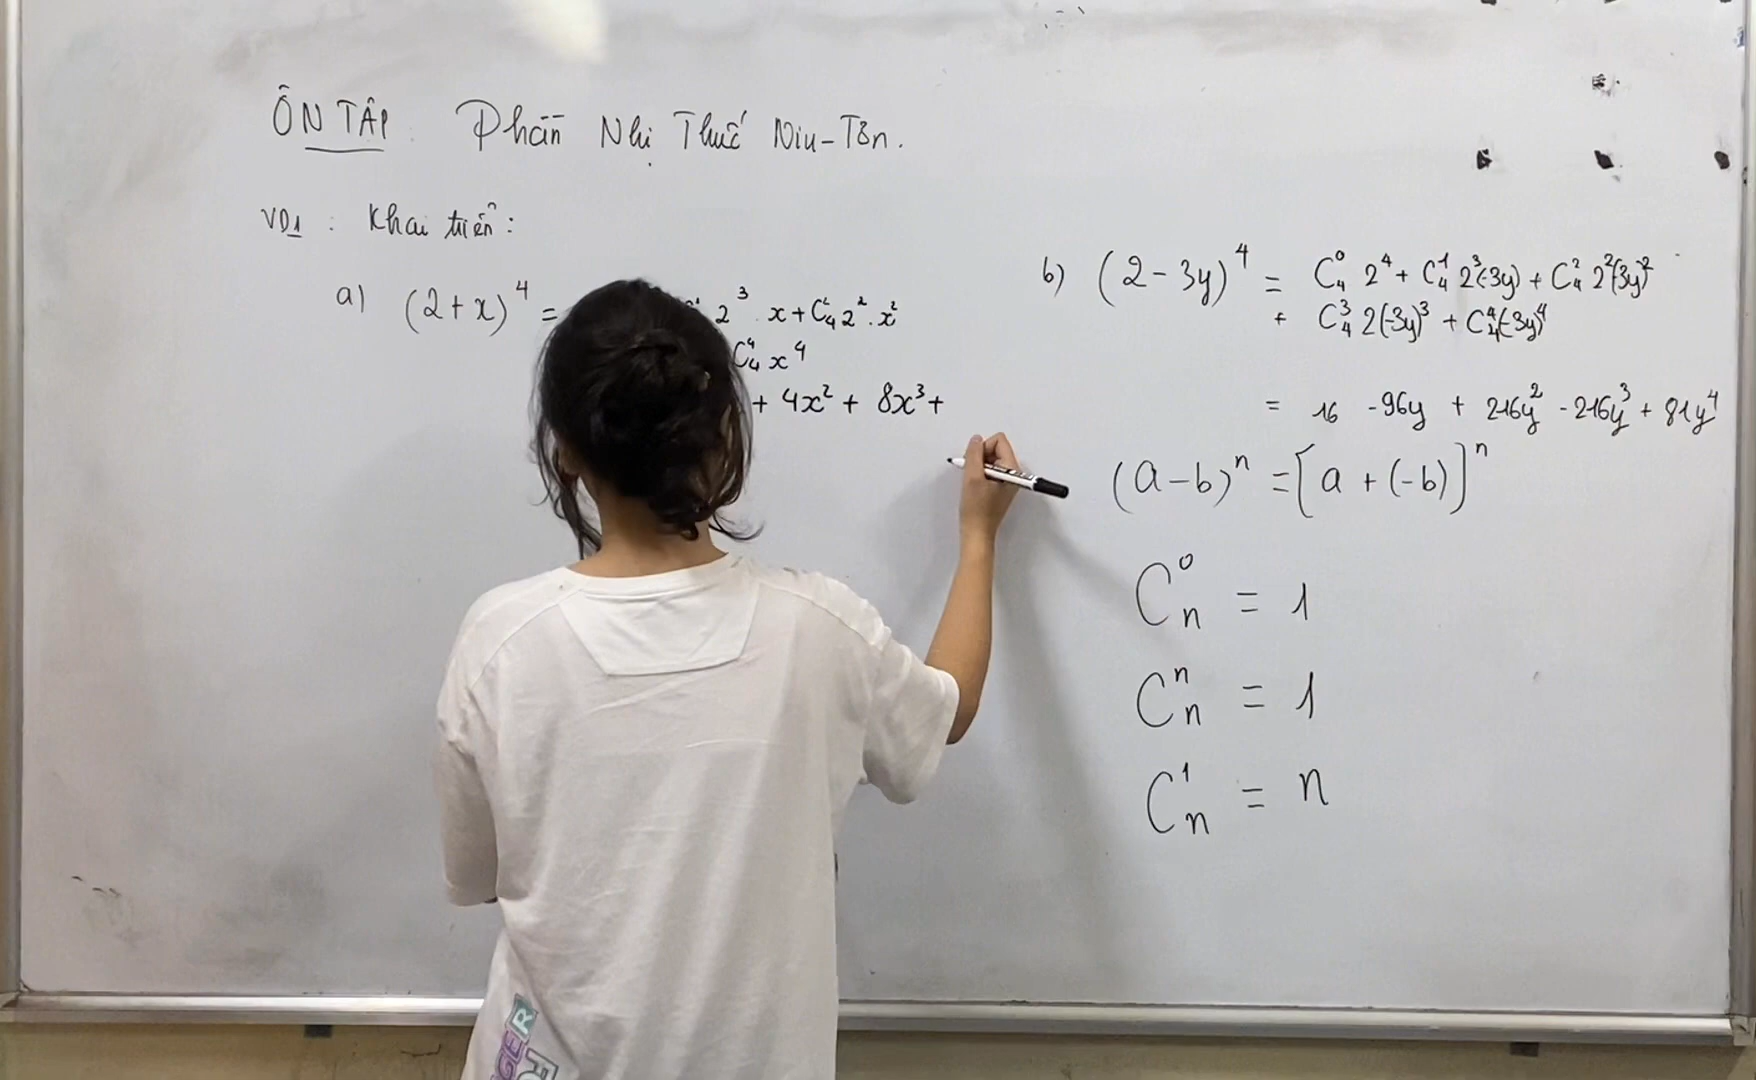 ÔN TẬP Phần Nhị Thức Niu-Tơn.
VD1 : Khai triển :
a) (2+x)^4 = 2^3 . x + C_4^2 2^2 . x^2
C_4^4 x^4
+ 4x^2 + 8x^3 +
b) (2-3y)^4 = C_4^0 2^4 + C_4^1 2^3(-3y) + C_4^2 2^2(-3y)^2
+ C_4^3 2(-3y)^3 + C_4^4(-3y)^4
= 16 -96y + 216y^2 -216y^3 + 81y^4
(a-b)^n = [a + (-b)]^n
C_n^0 = 1
C_n^n = 1
C_n^1 = n
GER